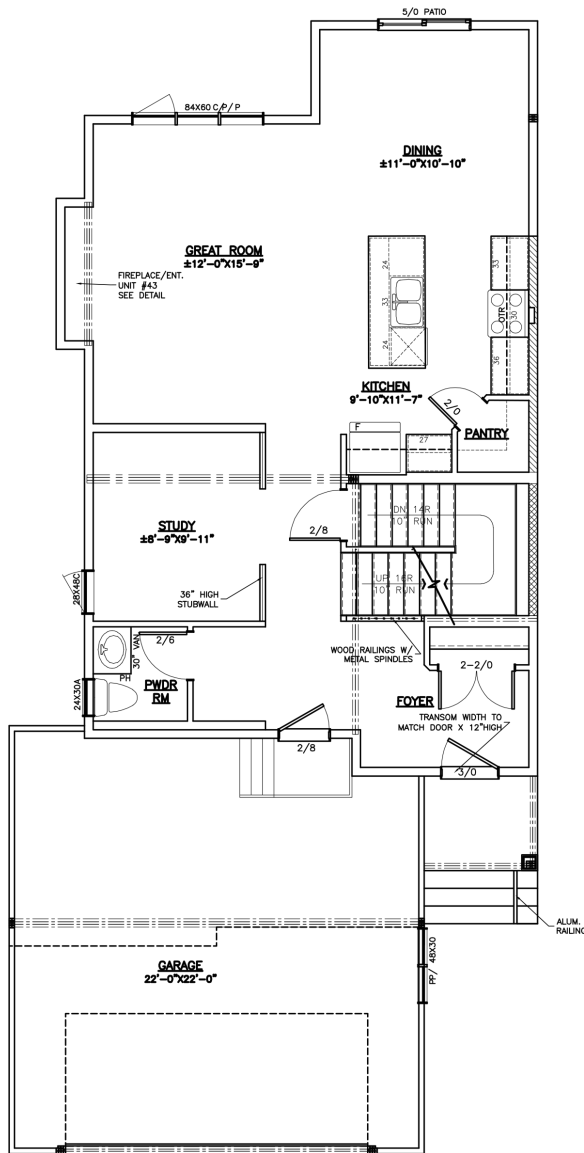 5/0 PATIO
84X60 C/P/P
DINING
±11'-0"X10'-10"
GREAT ROOM
±12'-0"X15'-9"
FIREPLACE/ENT.
UNIT #43
SEE DETAIL
24
33
24
33
OTR
30
36
KITCHEN
9'-10"X11'-7"
2/0
PANTRY
F
27
STUDY
±8'-9"X9'-11"
2/8
DN 14R
10" RUN
UP 16R
10" RUN
28X48C
36" HIGH
STUBWALL
WOOD RAILINGS W/
METAL SPINDLES
30" VAN
2/6
PH
PWDR
RM
24X30A
2-2/0
FOYER
TRANSOM WIDTH TO
MATCH DOOR X 12"HIGH
2/8
3/0
ALUM.
RAILING
PP/ 48X30
GARAGE
22'-0"X22'-0"